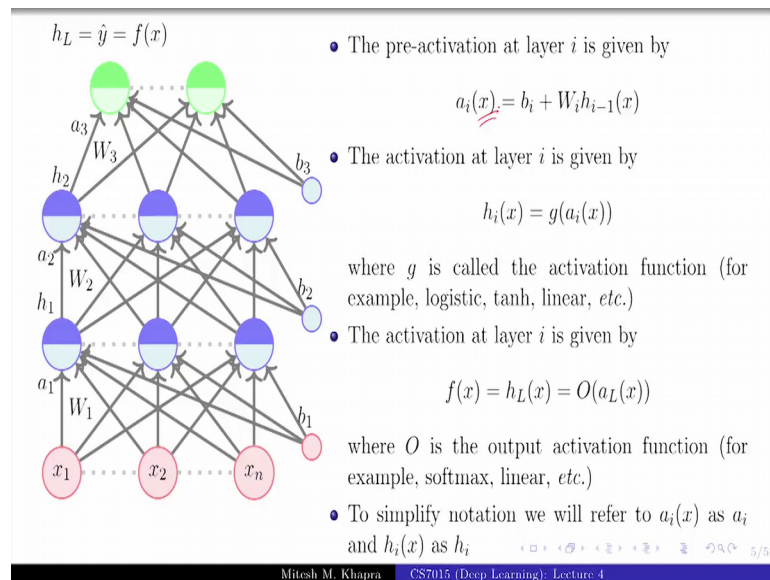 h_L = ŷ = f(x)
a_3
W_3
h_2
b_3
a_2
W_2
h_1
b_2
a_1
W_1
b_1
x_1
x_2
x_n
• The pre-activation at layer i is given by
a_i(x) = b_i + W_i h_{i−1}(x)
• The activation at layer i is given by
h_i(x) = g(a_i(x))
where g is called the activation function (for
example, logistic, tanh, linear, etc.)
• The activation at layer i is given by
f(x) = h_L(x) = O(a_L(x))
where O is the output activation function (for
example, softmax, linear, etc.)
• To simplify notation we will refer to a_i(x) as a_i
and h_i(x) as h_i
5/5
Mitesh M. Khapra CS7015 (Deep Learning): Lecture 4